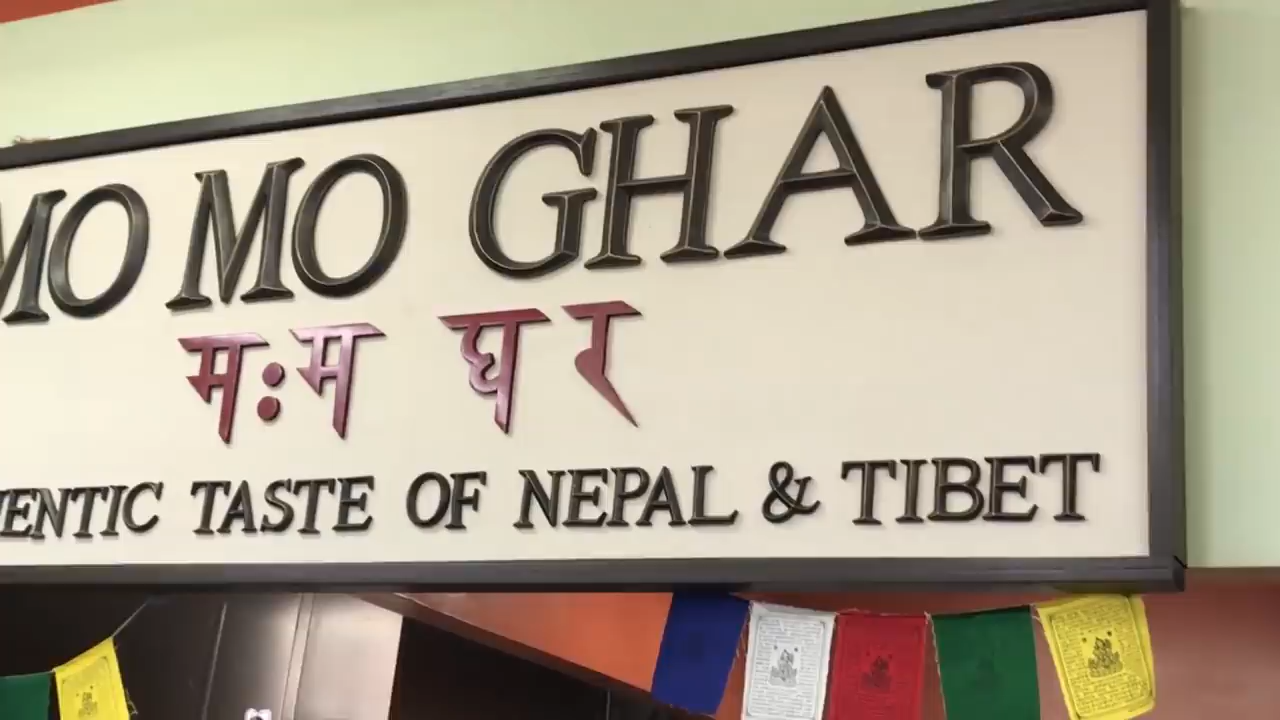 MO MO GHAR
मःम घर
ENTIC TASTE OF NEPAL & TIBET